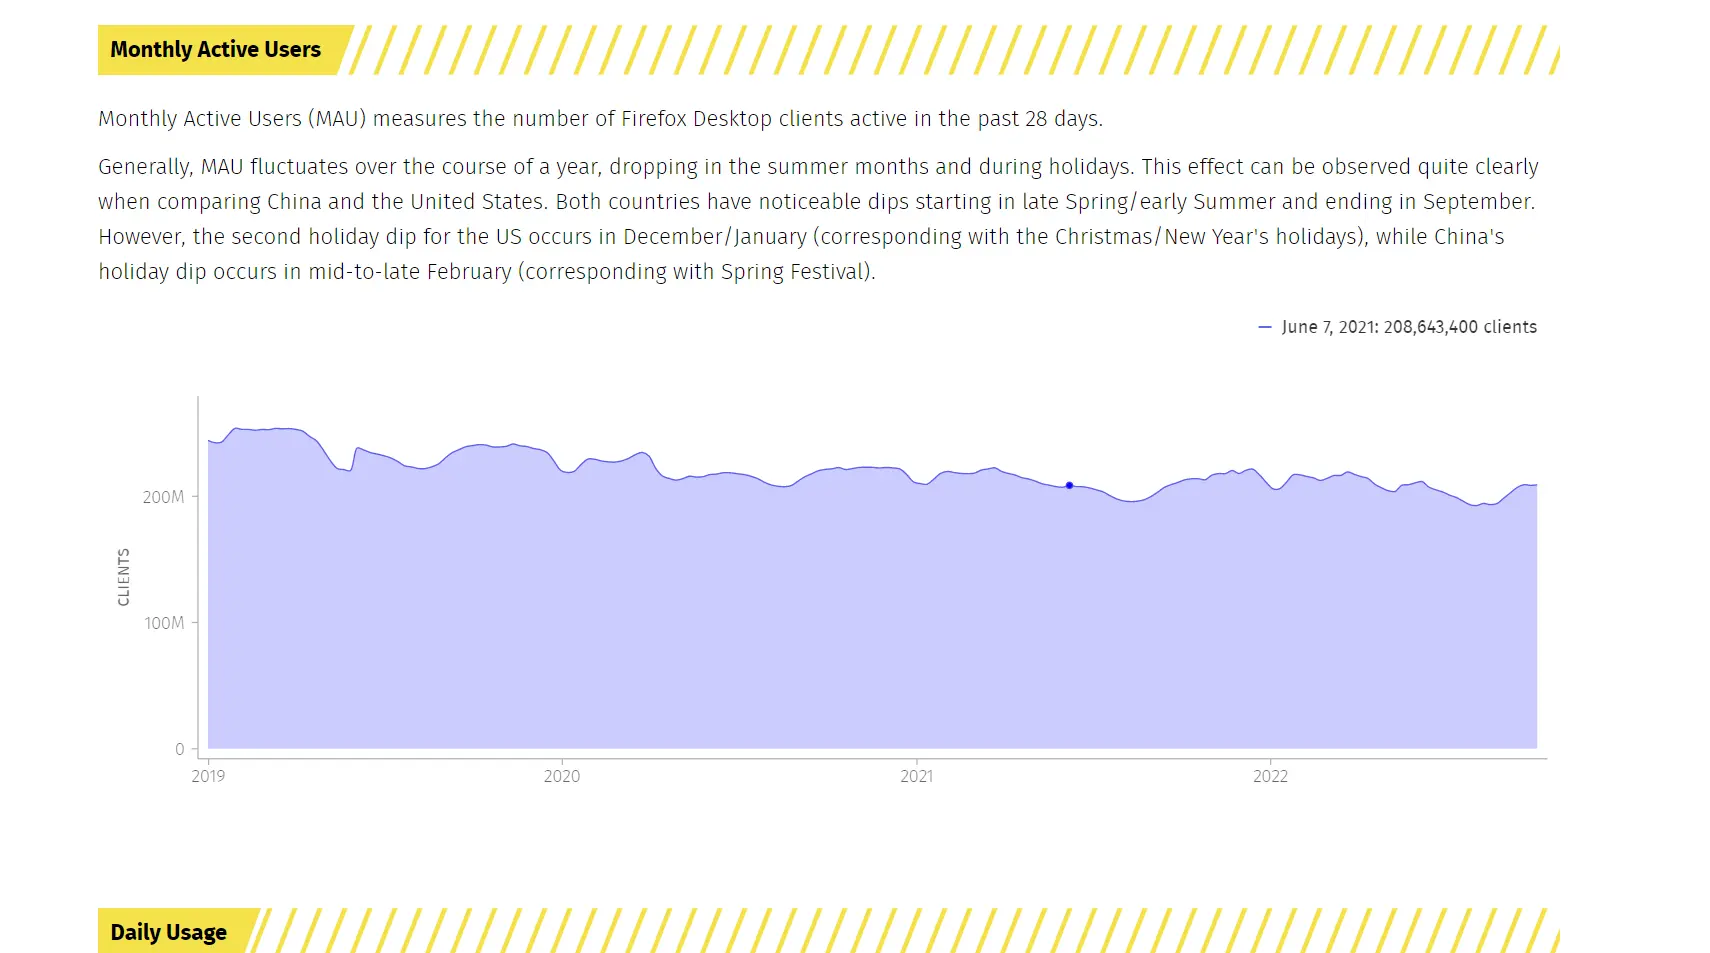 Monthly Active Users
Monthly Active Users (MAU) measures the number of Firefox Desktop clients active in the past 28 days.
Generally, MAU fluctuates over the course of a year, dropping in the summer months and during holidays. This effect can be observed quite clearly
when comparing China and the United States. Both countries have noticeable dips starting in late Spring/early Summer and ending in September.
However, the second holiday dip for the US occurs in December/January (corresponding with the Christmas/New Year's holidays), while China's
holiday dip occurs in mid-to-late February (corresponding with Spring Festival).
June 7, 2021: 208,643,400 clients
200M
CLIENTS
100M
0
2019 2020 2021 2022
Daily Usage